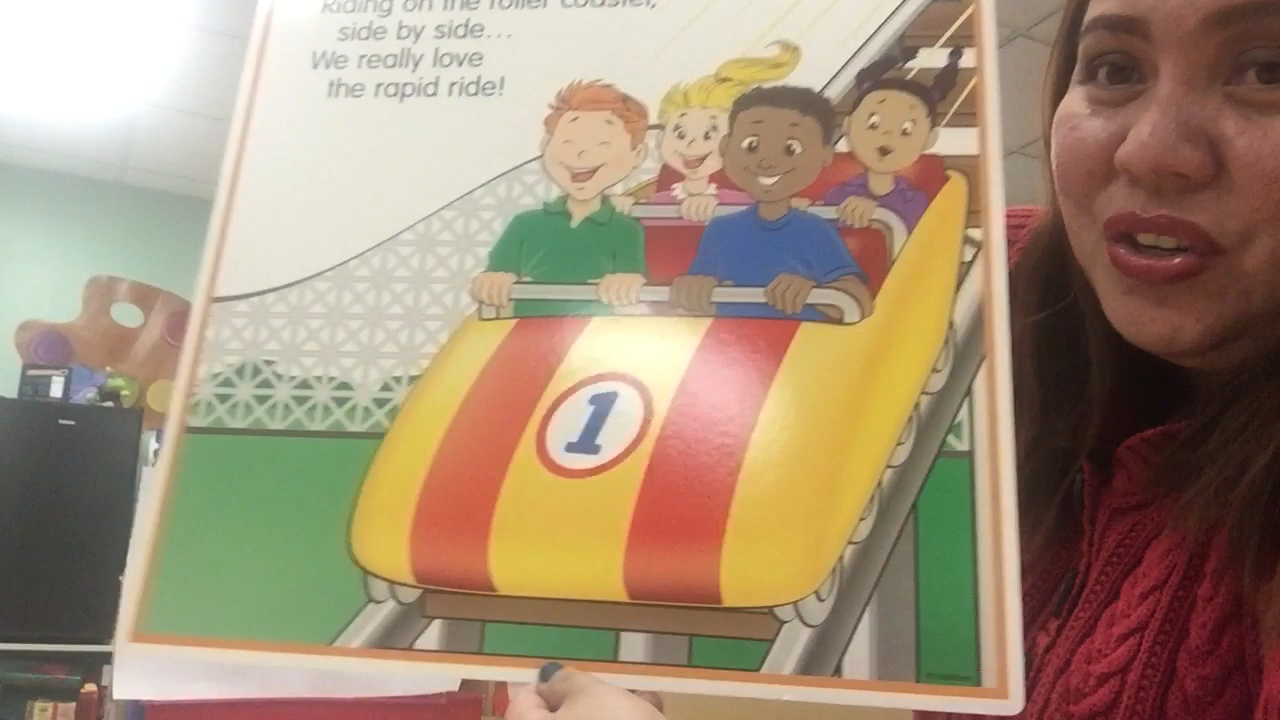 Riding on the roller coaster,
side by side...
We really love
the rapid ride!
1